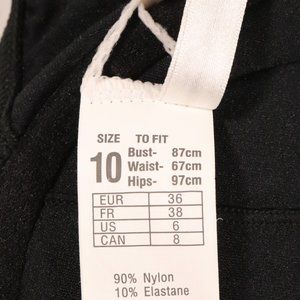 SIZE TO FIT
10 Bust- 87cm
Waist- 67cm
Hips- 97cm
EUR 36
FR 38
US 6
CAN 8
90% Nylon
10% Elastane